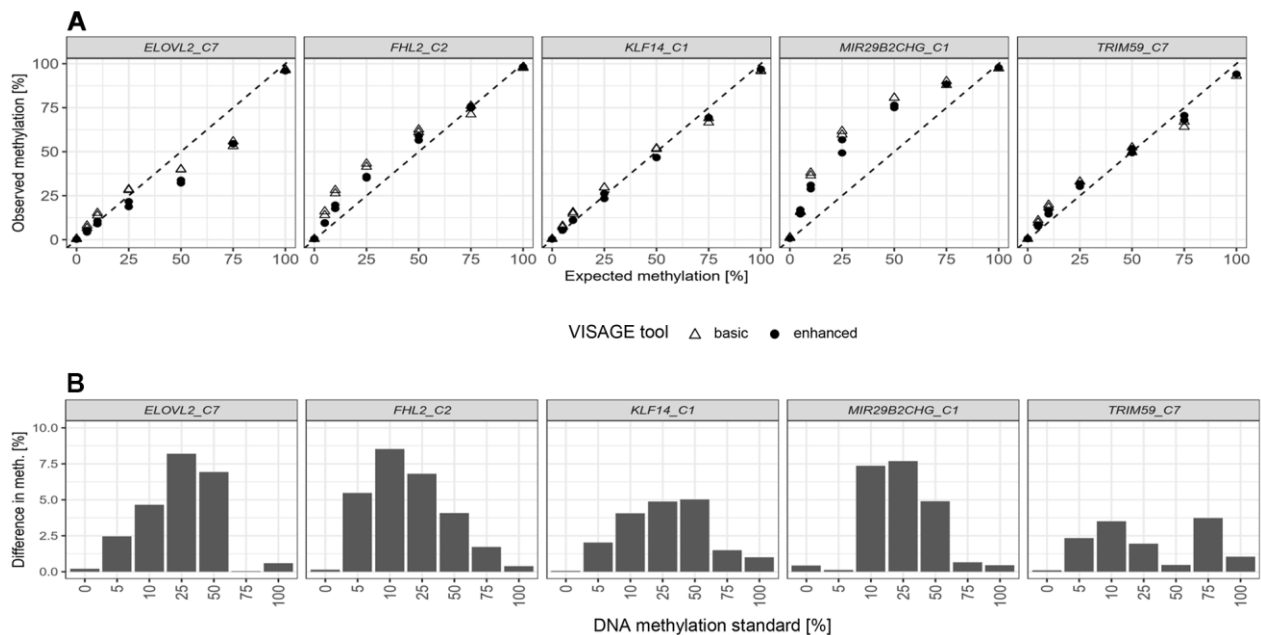 A
ELOVL2_C7 FHL2_C2 KLF14_C1 MIR29B2CHG_C1 TRIM59_C7
Observed methylation [%]
100
75
50
25
0
0 25 50 75 100 0 25 50 75 100 0 25 50 75 100 0 25 50 75 100 0 25 50 75 100
Expected methylation [%]
VISAGE tool basic enhanced
B
ELOVL2_C7 FHL2_C2 KLF14_C1 MIR29B2CHG_C1 TRIM59_C7
Difference in meth. [%]
10.0
7.5
5.0
2.5
0.0
0 5 10 25 50 75 100 0 5 10 25 50 75 100 0 5 10 25 50 75 100 0 5 10 25 50 75 100 0 5 10 25 50 75 100
DNA methylation standard [%]